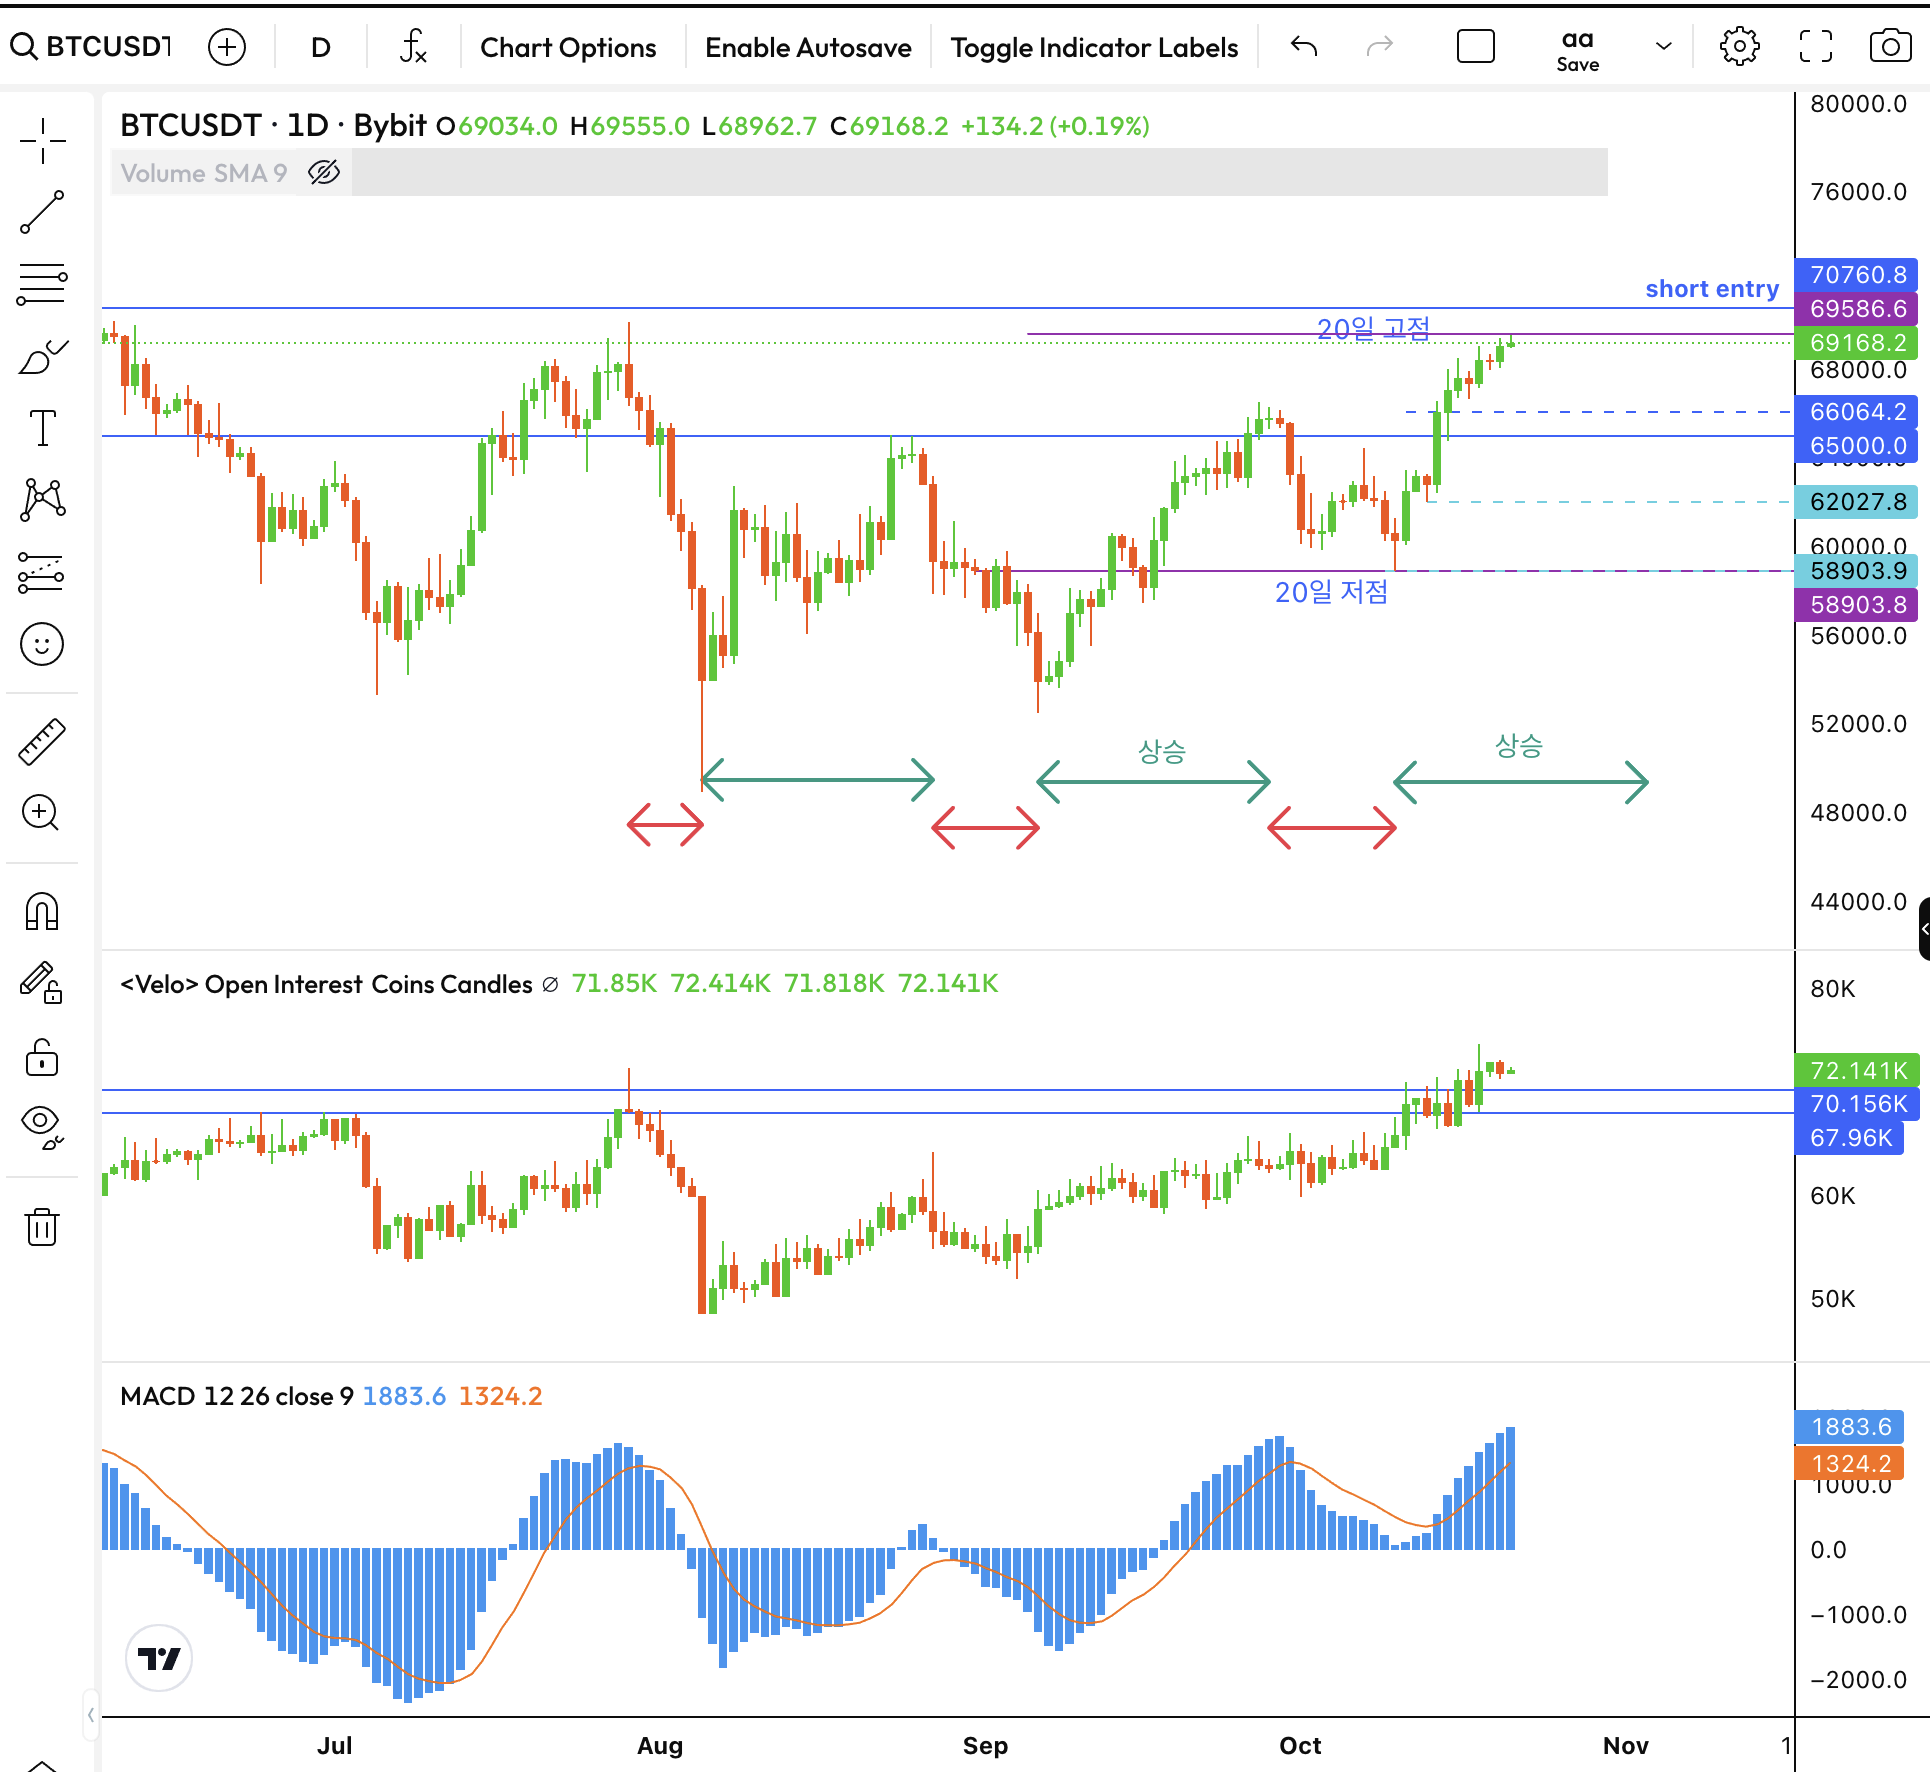 BTCUSDT
D
fx
Chart Options
Enable Autosave
Toggle Indicator Labels
aa
Save
BTCUSDT · 1D · Bybit O69034.0 H69555.0 L68962.7 C69168.2 +134.2 (+0.19%)
Volume SMA 9
80000.0
76000.0
short entry
70760.8
69586.6
20일 고점
69168.2
68000.0
66064.2
65000.0
62027.8
60000.0
58903.9
20일 저점
58903.8
56000.0
52000.0
상승
상승
48000.0
44000.0
<Velo> Open Interest Coins Candles ∅ 71.85K 72.414K 71.818K 72.141K
80K
72.141K
70.156K
67.96K
60K
50K
MACD 12 26 close 9 1883.6 1324.2
1883.6
1324.2
1000.0
0.0
−1000.0
−2000.0
Jul
Aug
Sep
Oct
Nov
1